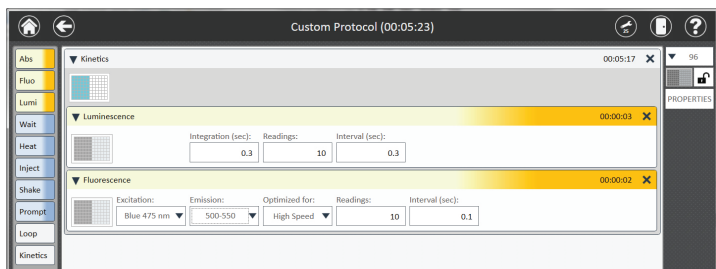 Custom Protocol (00:05:23)
25
?
Abs
Fluo
Lumi
Wait
Heat
Inject
Shake
Prompt
Loop
Kinetics
Kinetics 00:05:17
Luminescence 00:00:03
Integration (sec): Readings: Interval (sec):
0.3 10 0.3
Fluorescence 00:00:02
Excitation: Emission: Optimized for: Readings: Interval (sec):
Blue 475 nm 500-550 High Speed 10 0.1
96
PROPERTIES